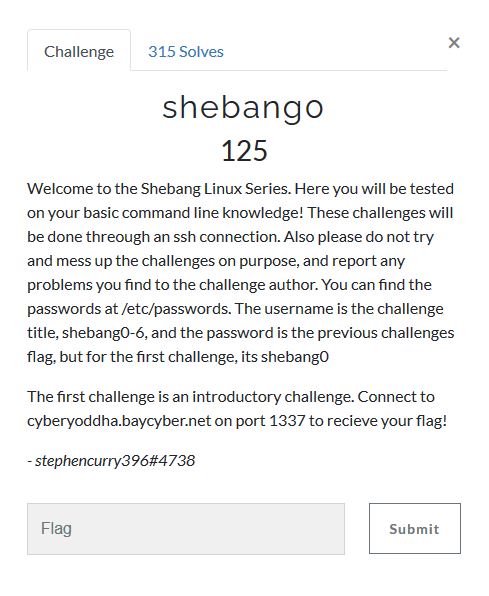 Challenge
315 Solves
×
shebang0
125
Welcome to the Shebang Linux Series. Here you will be tested
on your basic command line knowledge! These challenges will
be done threough an ssh connection. Also please do not try
and mess up the challenges on purpose, and report any
problems you find to the challenge author. You can find the
passwords at /etc/passwords. The username is the challenge
title, shebang0-6, and the password is the previous challenges
flag, but for the first challenge, its shebang0
The first challenge is an introductory challenge. Connect to
cyberyoddha.baycyber.net on port 1337 to recieve your flag!
- stephencurry396#4738
Flag
Submit